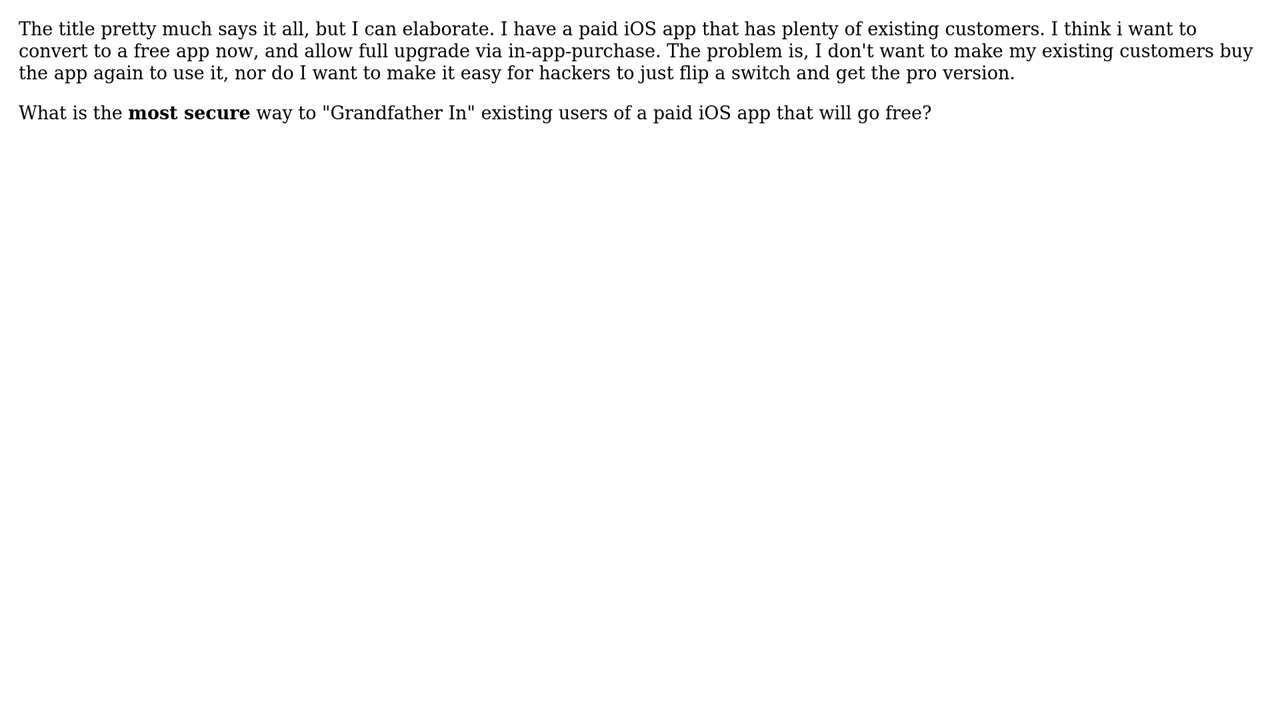 The title pretty much says it all, but I can elaborate. I have a paid iOS app that has plenty of existing customers. I think i want to
convert to a free app now, and allow full upgrade via in-app-purchase. The problem is, I don't want to make my existing customers buy
the app again to use it, nor do I want to make it easy for hackers to just flip a switch and get the pro version.
What is the most secure way to "Grandfather In" existing users of a paid iOS app that will go free?